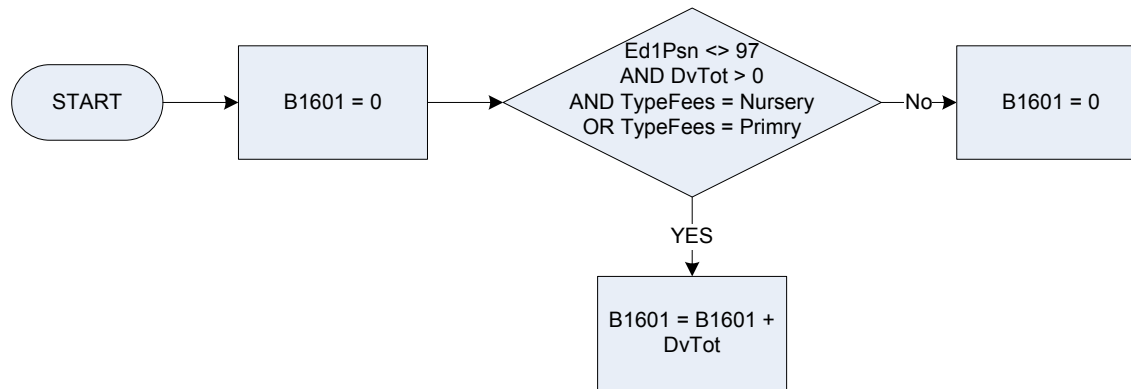 START
B1601 = 0
Ed1Psn <> 97
AND DvTot > 0
AND TypeFees = Nursery
OR TypeFees = Primry
No
B1601 = 0
YES
B1601 = B1601 +
DvTot